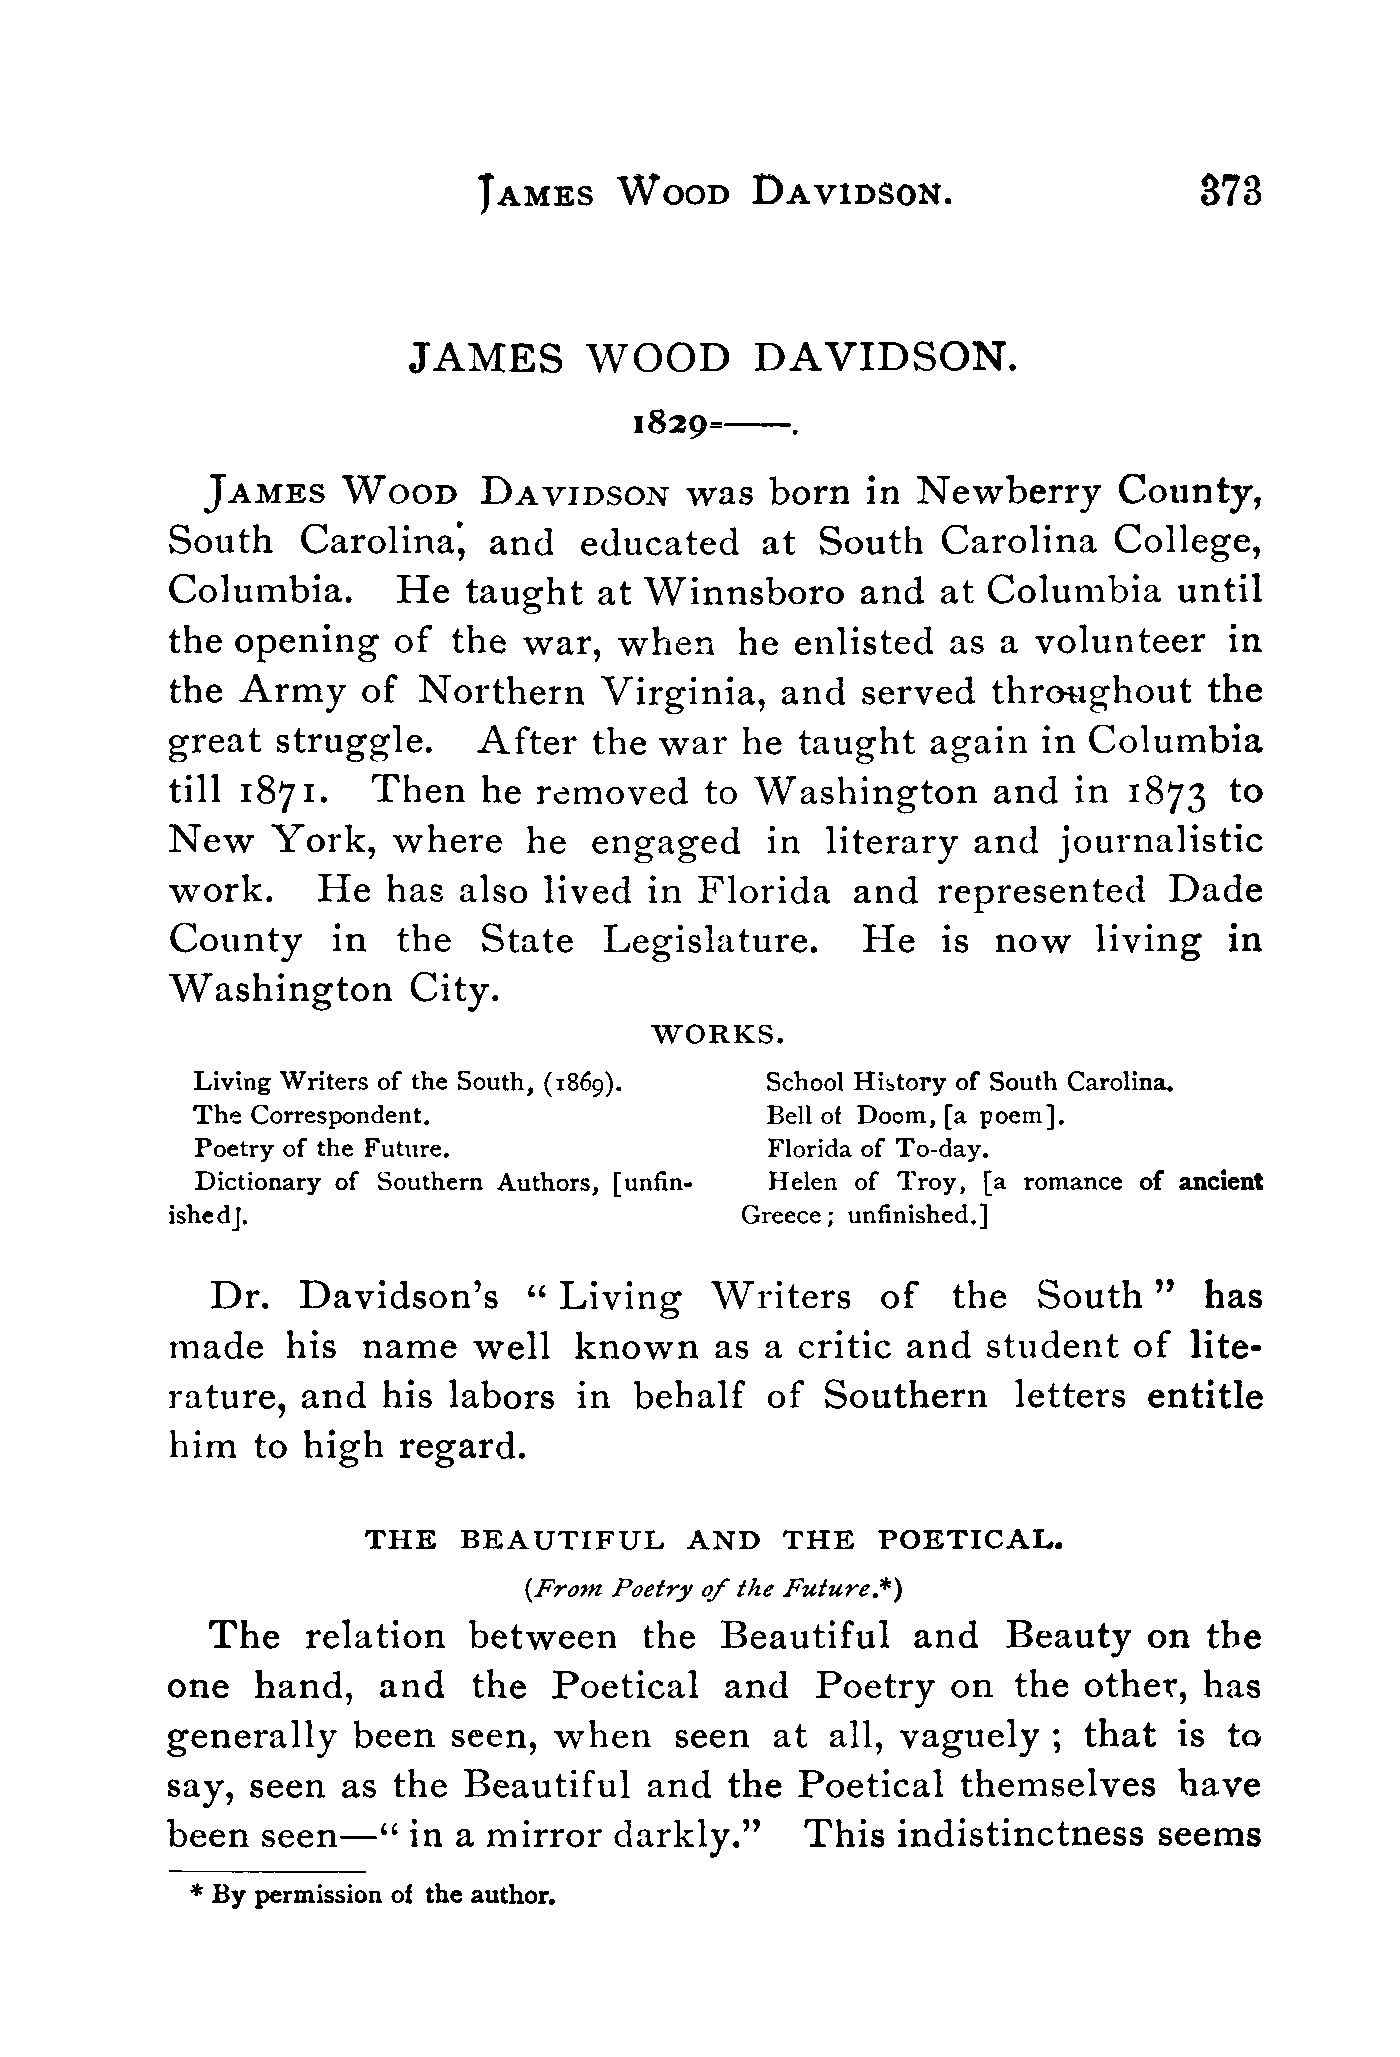 JAMES WOOD DAVIDSON. 373
JAMES WOOD DAVIDSON.
1829=——.
JAMES WOOD DAVIDSON was born in Newberry County,
South Carolina, and educated at South Carolina College,
Columbia. He taught at Winnsboro and at Columbia until
the opening of the war, when he enlisted as a volunteer in
the Army of Northern Virginia, and served throughout the
great struggle. After the war he taught again in Columbia
till 1871. Then he removed to Washington and in 1873 to
New York, where he engaged in literary and journalistic
work. He has also lived in Florida and represented Dade
County in the State Legislature. He is now living in
Washington City.
WORKS.
Living Writers of the South, (1869).
The Correspondent.
Poetry of the Future.
Dictionary of Southern Authors, [unfin-
ished].
School History of South Carolina.
Bell of Doom, [a poem].
Florida of To-day.
Helen of Troy, [a romance of ancient
Greece; unfinished.]
Dr. Davidson's "Living Writers of the South" has
made his name well known as a critic and student of lite-
rature, and his labors in behalf of Southern letters entitle
him to high regard.
THE BEAUTIFUL AND THE POETICAL.
(From Poetry of the Future.*)
The relation between the Beautiful and Beauty on the
one hand, and the Poetical and Poetry on the other, has
generally been seen, when seen at all, vaguely; that is to
say, seen as the Beautiful and the Poetical themselves have
been seen—"in a mirror darkly." This indistinctness seems
* By permission of the author.